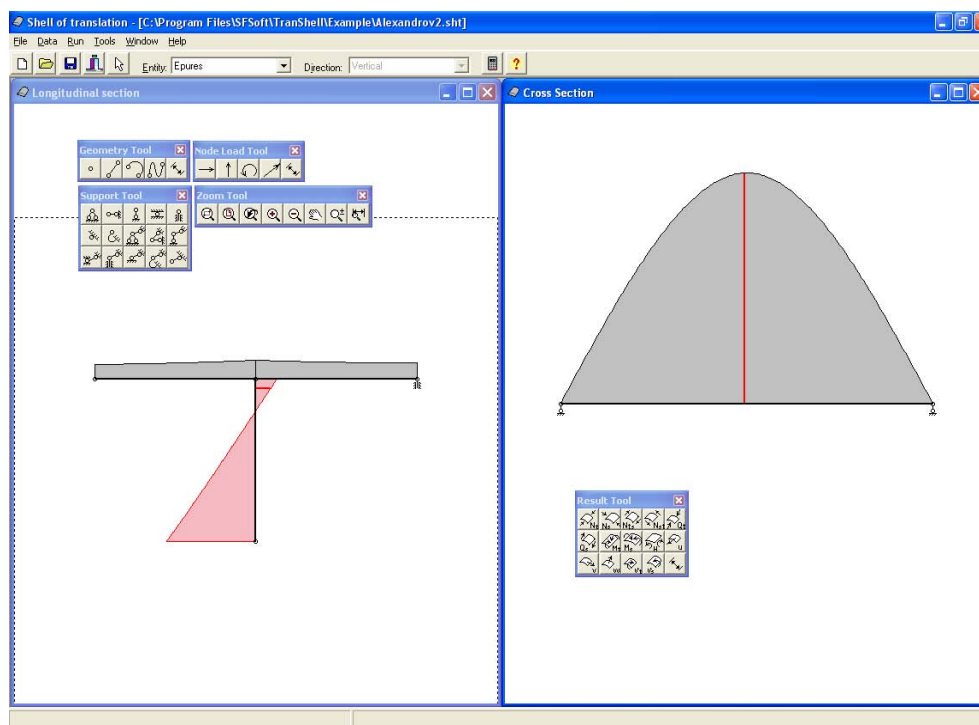 Shell of translation - [C:\Program Files\SFSoft\TranShell\Example\Alexandrov2.sht]
File Data Run Tools Window Help
Entity: Epures Direction: Vertical
Longitudinal section
Cross Section
Geometry Tool
Node Load Tool
Support Tool
Zoom Tool
Result Tool